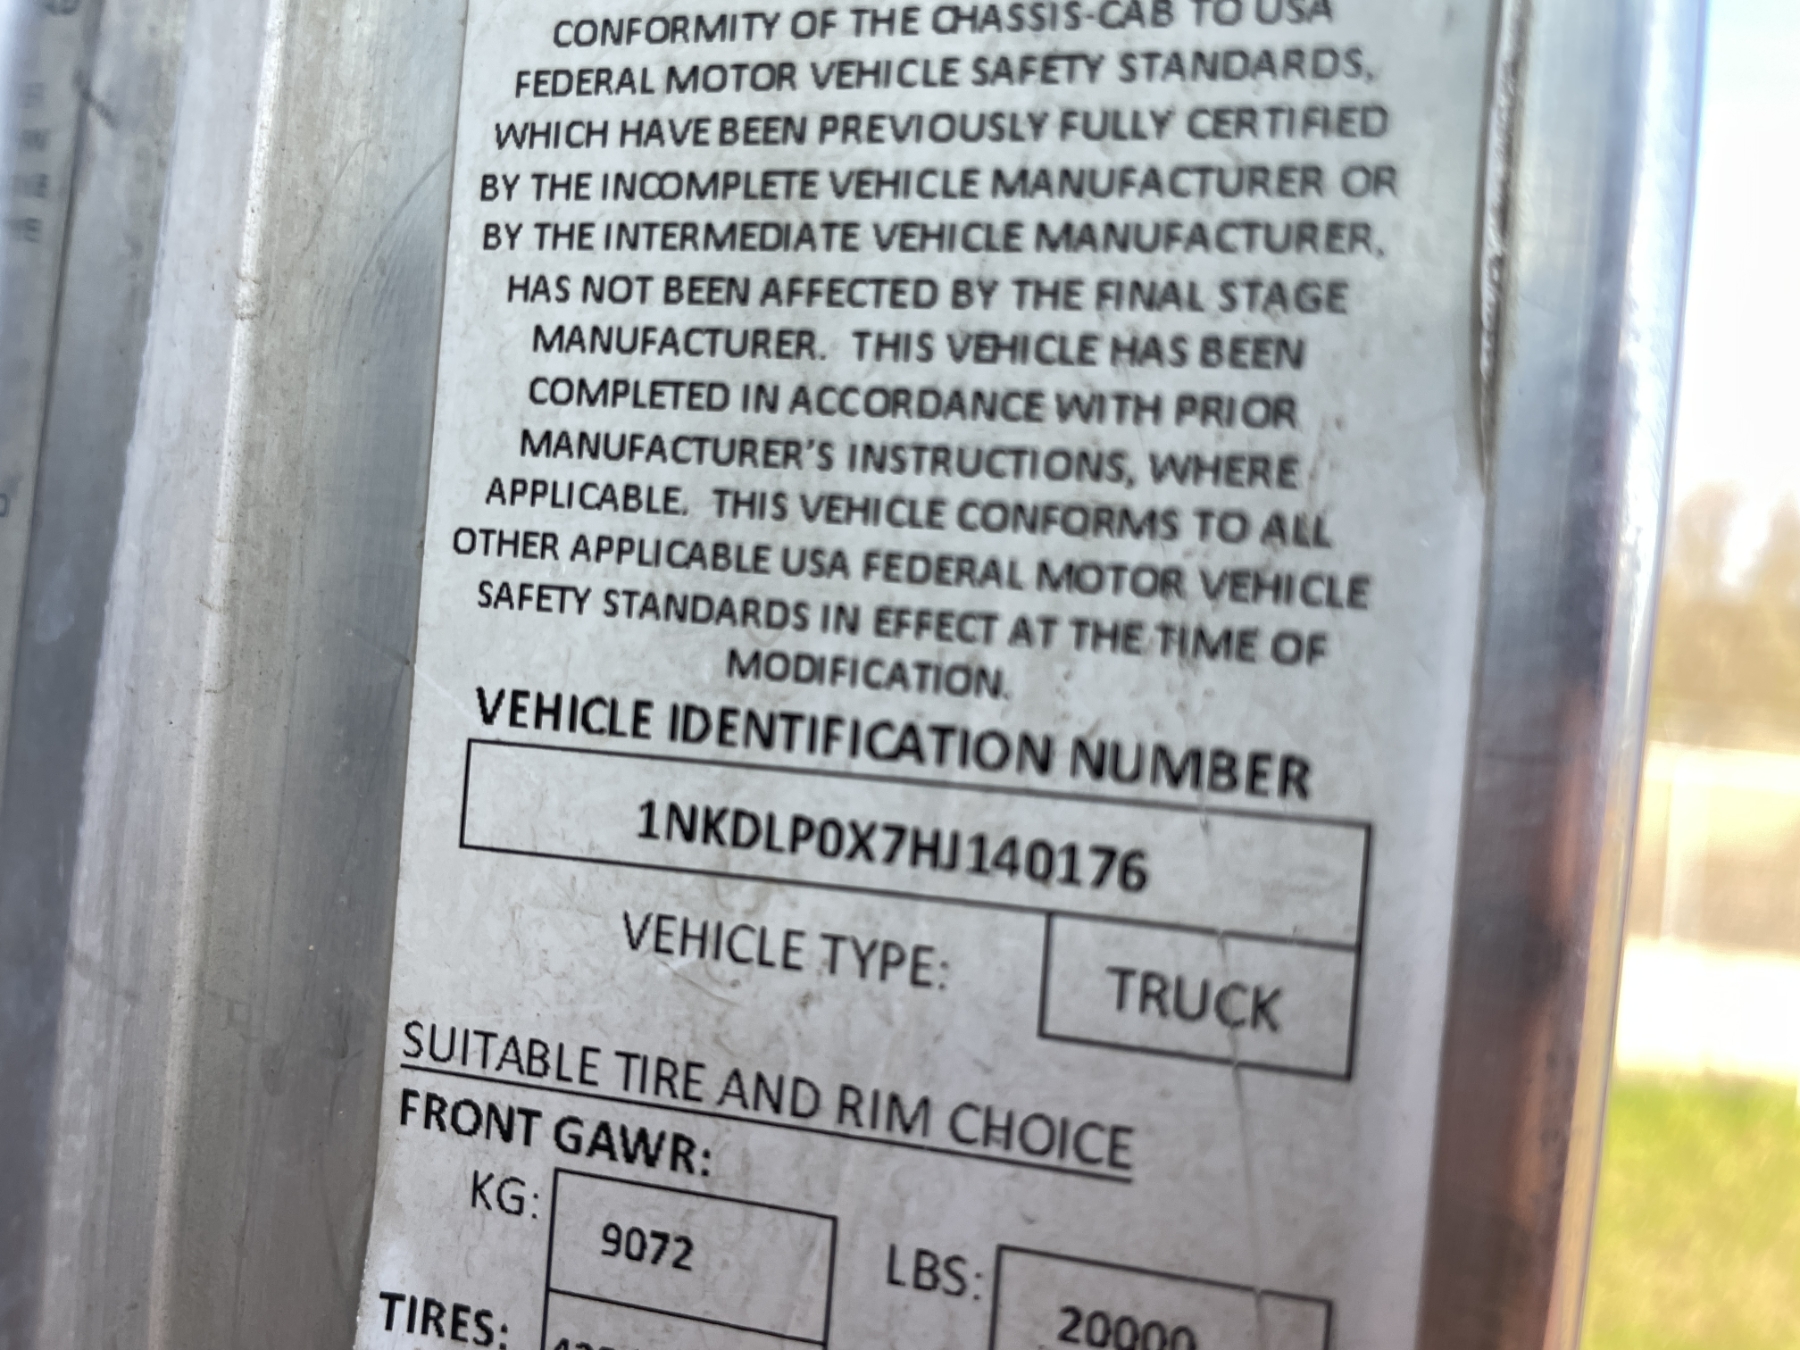 CONFORMITY OF THE CHASSIS-CAB TO USA
FEDERAL MOTOR VEHICLE SAFETY STANDARDS,
WHICH HAVE BEEN PREVIOUSLY FULLY CERTIFIED
BY THE INCOMPLETE VEHICLE MANUFACTURER OR
BY THE INTERMEDIATE VEHICLE MANUFACTURER,
HAS NOT BEEN AFFECTED BY THE FINAL STAGE
MANUFACTURER. THIS VEHICLE HAS BEEN
COMPLETED IN ACCORDANCE WITH PRIOR
MANUFACTURER'S INSTRUCTIONS, WHERE
APPLICABLE. THIS VEHICLE CONFORMS TO ALL
OTHER APPLICABLE USA FEDERAL MOTOR VEHICLE
SAFETY STANDARDS IN EFFECT AT THE TIME OF
MODIFICATION.
VEHICLE IDENTIFICATION NUMBER
1NKDLP0X7HJ140176
VEHICLE TYPE: TRUCK
SUITABLE TIRE AND RIM CHOICE
FRONT GAWR:
KG: 9072 LBS: 20000
TIRES: